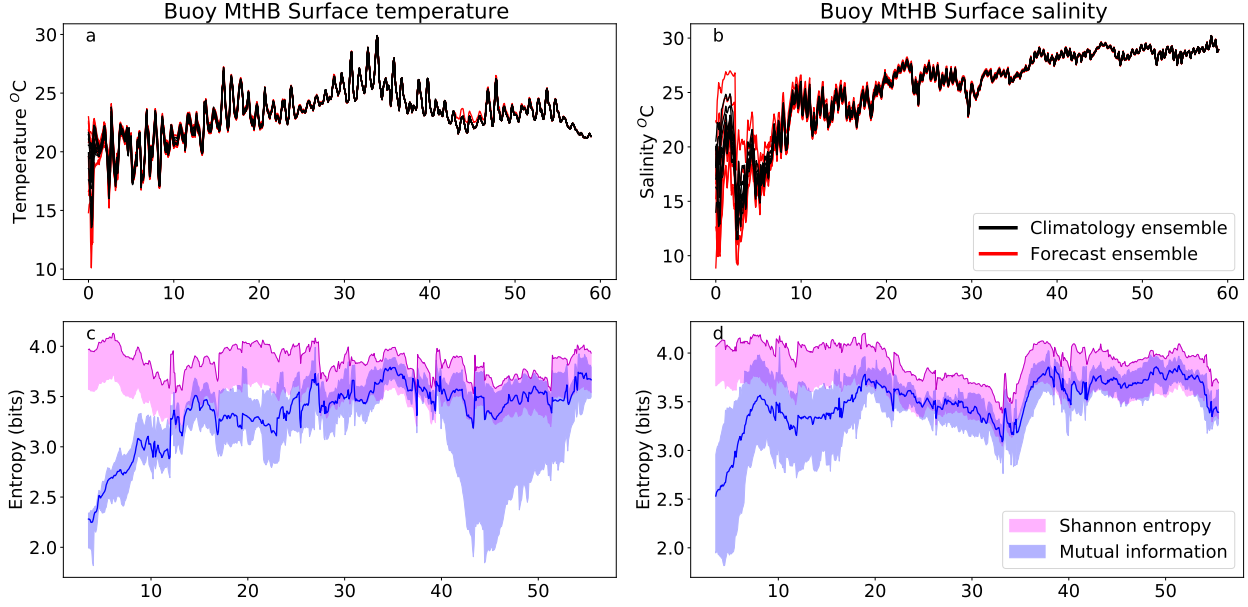 Buoy MtHB Surface temperature
Buoy MtHB Surface salinity
a
b
Temperature °C
30
25
20
15
10
0 10 20 30 40 50 60
Salinity °C
30
25
20
15
10
0 10 20 30 40 50 60
Climatology ensemble
Forecast ensemble
c
d
Entropy (bits)
4.0
3.5
3.0
2.5
2.0
10 20 30 40 50
Entropy (bits)
4.0
3.5
3.0
2.5
2.0
10 20 30 40 50
Shannon entropy
Mutual information